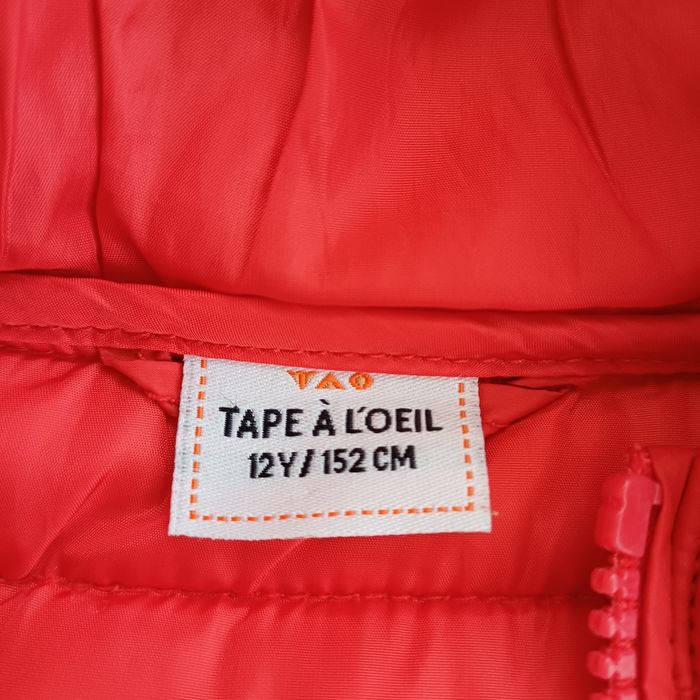 TAO
TAPE À L'OEIL
12Y/152 CM